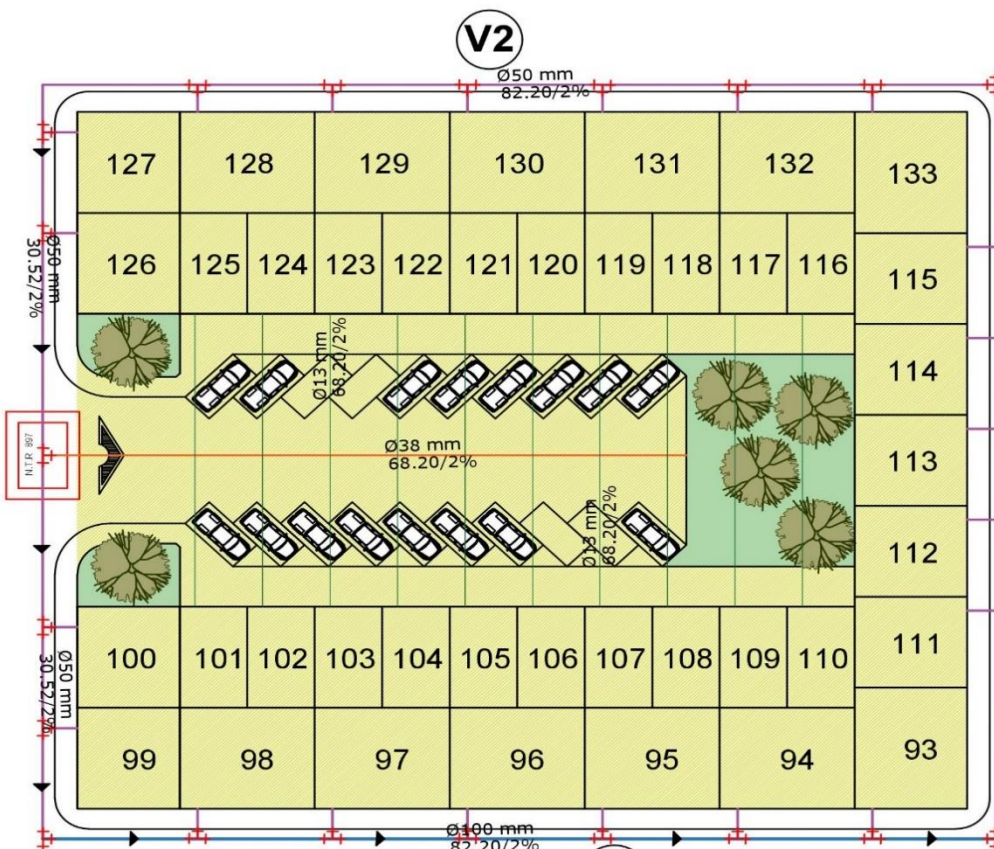 V2
Ø50 mm
82.20/2%
127 128 129 130 131 132 133
126 125 124 123 122 121 120 119 118 117 116 115
Ø50 mm
30.52/2%
Ø13 mm
68.20/2%
114
Ø38 mm
68.20/2%
N.T.R 897
113
Ø13 mm
68.20/2%
112
100 101 102 103 104 105 106 107 108 109 110 111
Ø50 mm
30.52/2%
99 98 97 96 95 94 93
Ø100 mm
82.20/2%